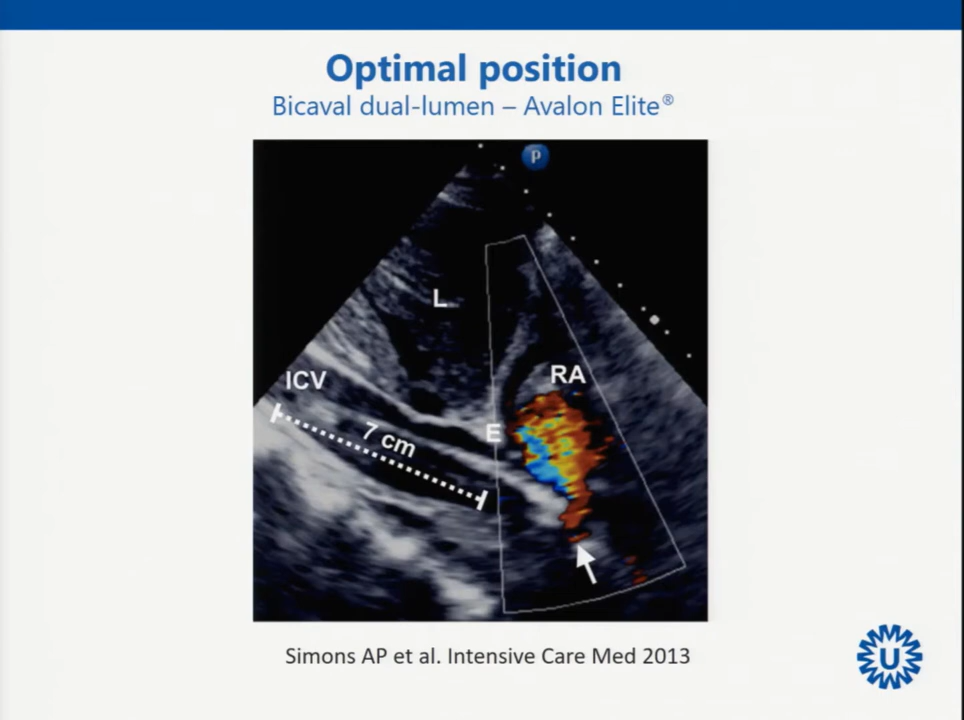 Optimal position
Bicaval dual-lumen – Avalon Elite®
P
L
ICV
RA
7 cm
E
Simons AP et al. Intensive Care Med 2013
U